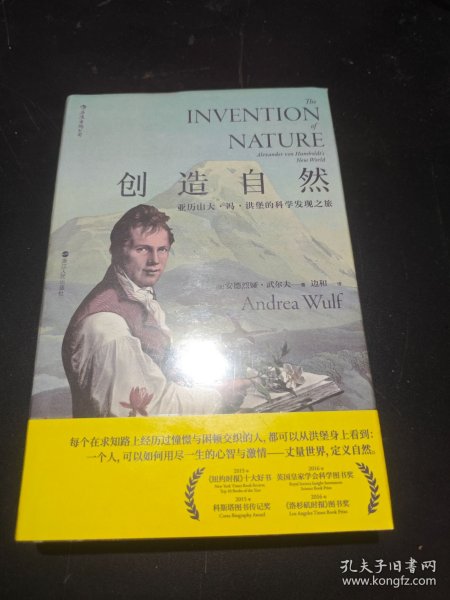 The
INVENTION
of
NATURE
Alexander von Humboldt's
New World
创造自然
亚历山大·冯·洪堡的科学发现之旅
安德烈娅·武尔夫 著 边和 译
Andrea Wulf
浙江人民出版社
每个在求知路上经历过憧憬与困顿交织的人,都可以从洪堡身上看到:
一个人,可以如何用尽一生的心智与激情——丈量世界,定义自然。
2015年
《纽约时报》十大好书
New York Times Book Review
Top 10 Books of the Year
2016年
英国皇家学会科学图书奖
Royal Society Insight Investment
Science Book Prize
2015年
科斯塔图书传记奖
Costa Biography Award
2016年
《洛杉矶时报》图书奖
Los Angeles Times Book Prize
孔夫子旧书网
www.kongfz.com